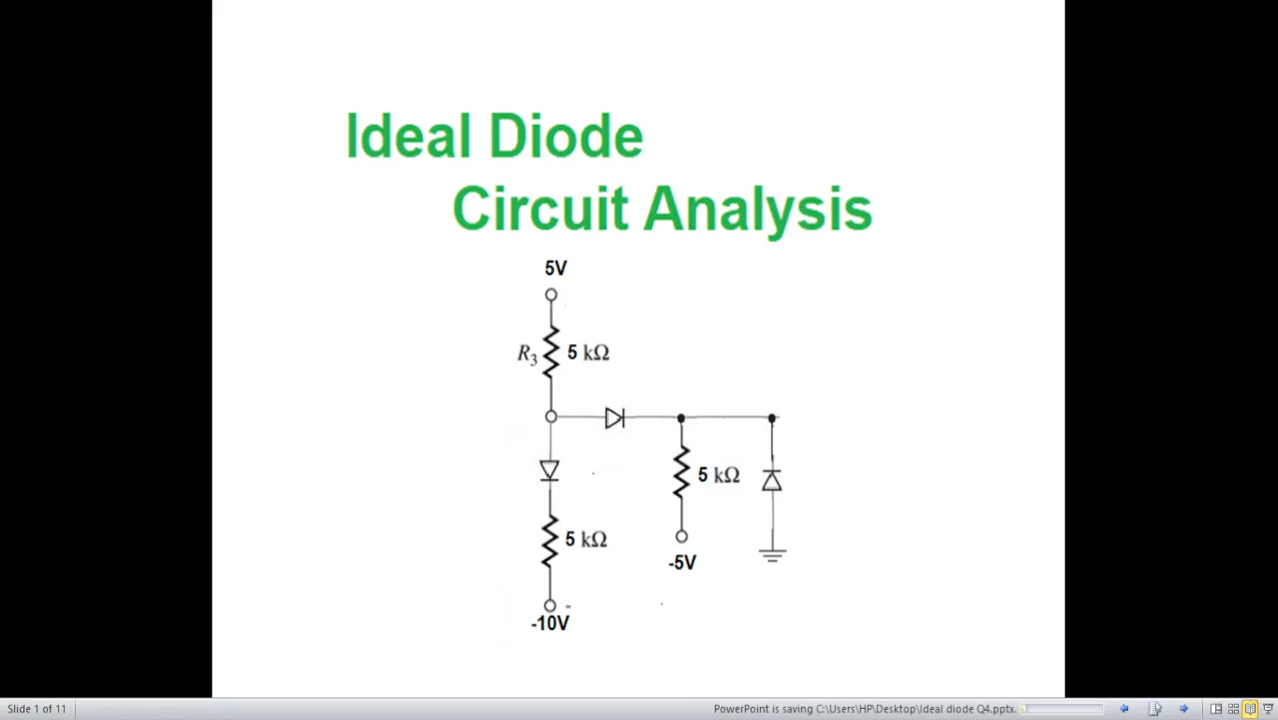 Ideal Diode
Circuit Analysis
5V
R3 5 kΩ
5 kΩ
5 kΩ
-5V
-10V
Slide 1 of 11
PowerPoint is saving C:\Users\HP\Desktop\Ideal diode Q4.pptx.